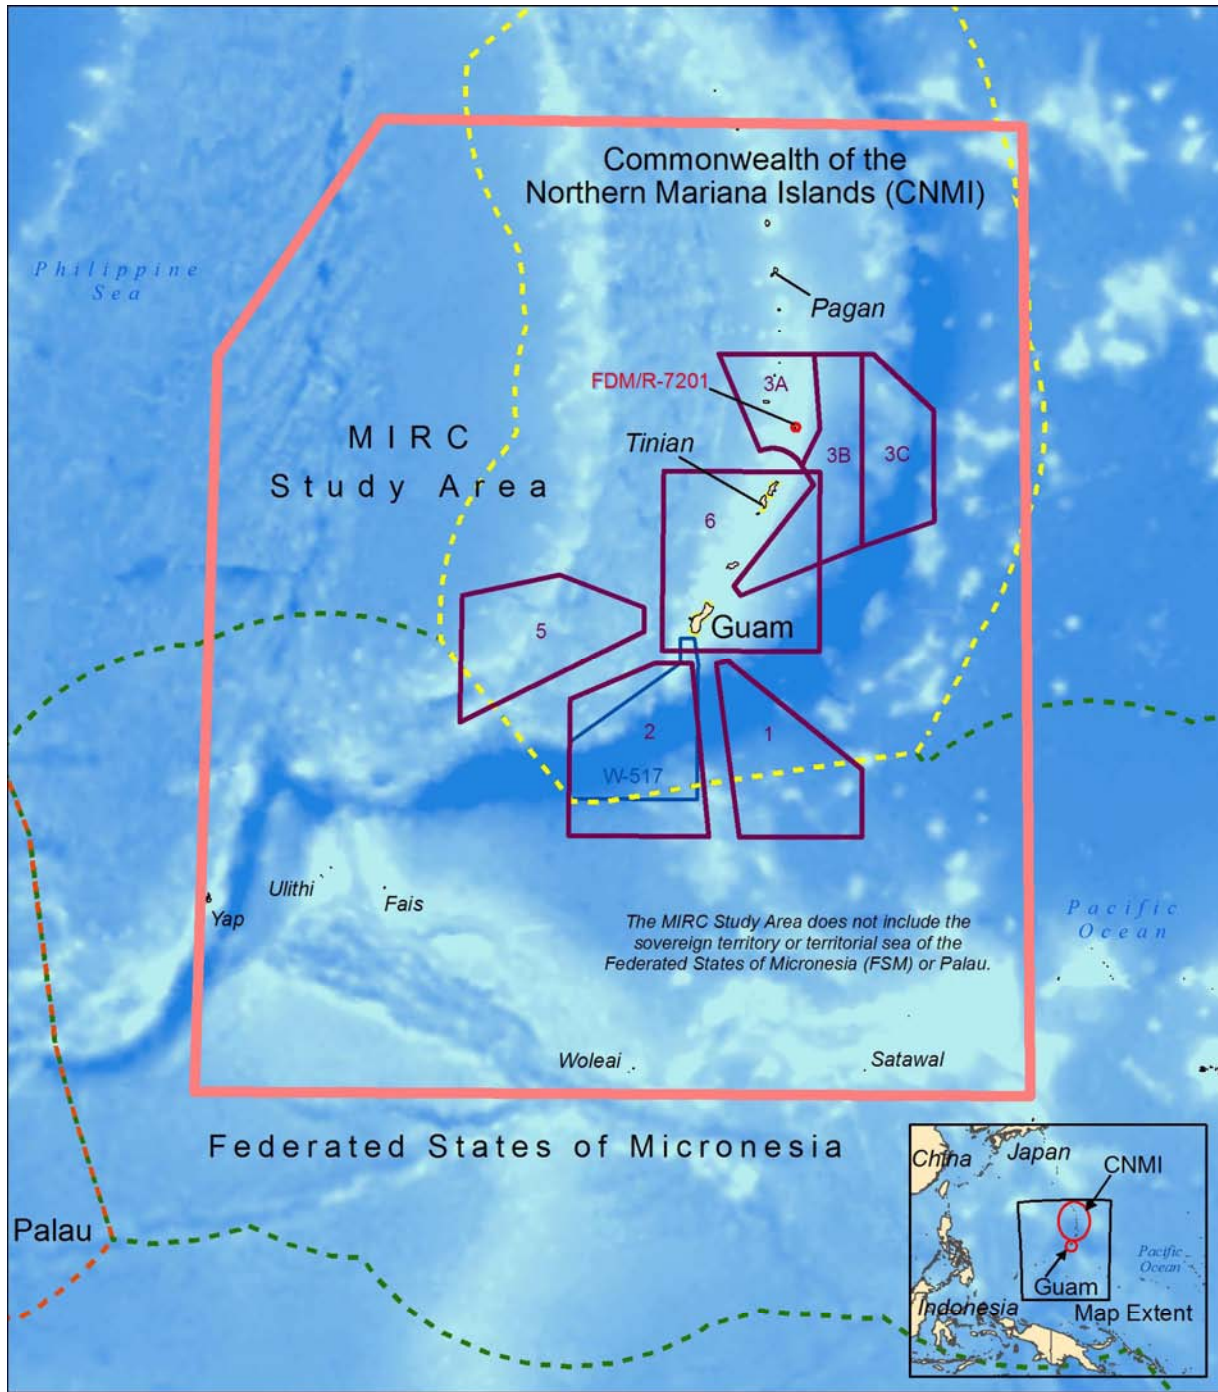 Commonwealth of the
Northern Mariana Islands (CNMI)
Philippine
Sea
Pagan
FDM/R-7201
3A
MIRC
Study Area
Tinian
3B
3C
6
5
Guam
2
1
W-517
Ulithi
Fais
Yap
The MIRC Study Area does not include the
sovereign territory or territorial sea of the
Federated States of Micronesia (FSM) or Palau.
Pacific
Ocean
Woleai
Satawal
Federated States of Micronesia
Palau
China
Japan
CNMI
Pacific
Ocean
Guam
Indonesia
Map Extent